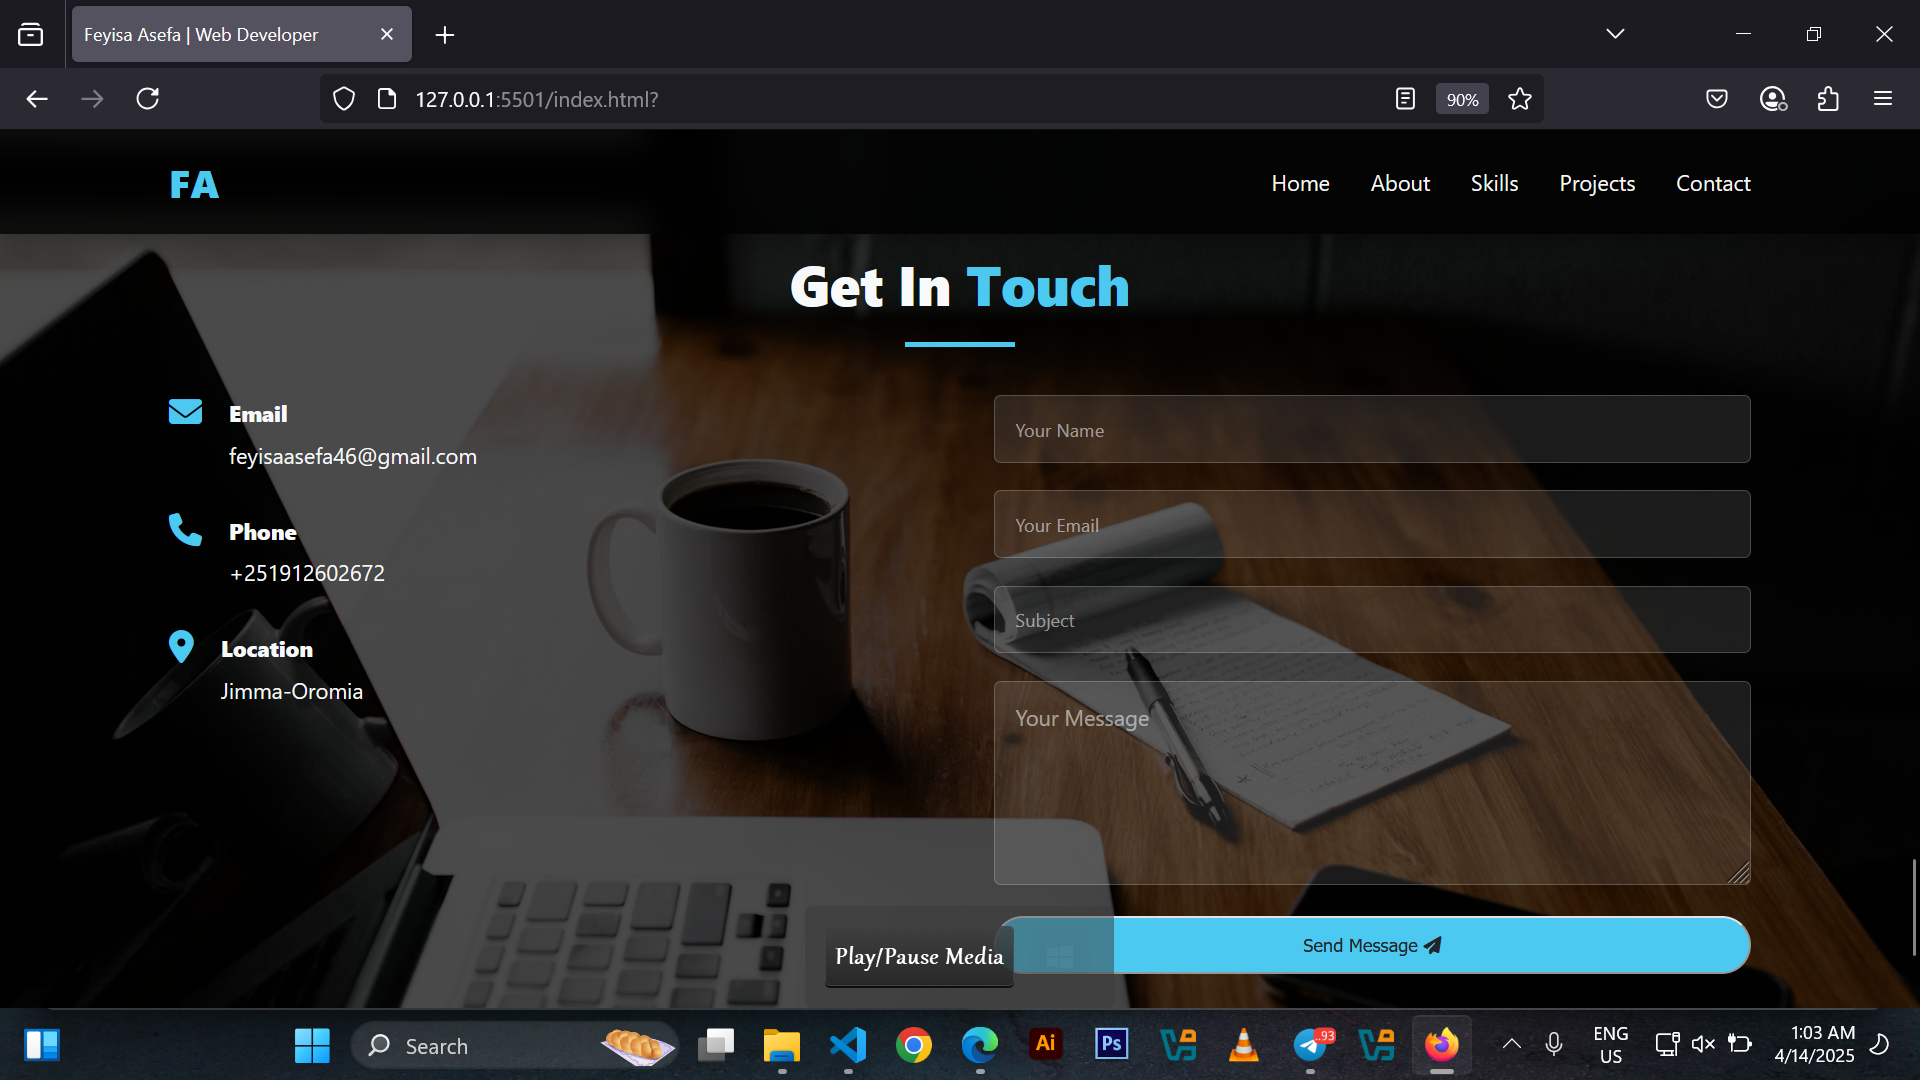 Feyisa Asefa | Web Developer
127.0.0.1:5501/index.html?
90%
FA
Home
About
Skills
Projects
Contact
Get In Touch
Email
feyisaasefa46@gmail.com
Phone
+251912602672
Location
Jimma-Oromia
Your Name
Your Email
Subject
Your Message
Send Message
Play/Pause Media
Search
Ai
Ps
..93
ENG
US
1:03 AM
4/14/2025